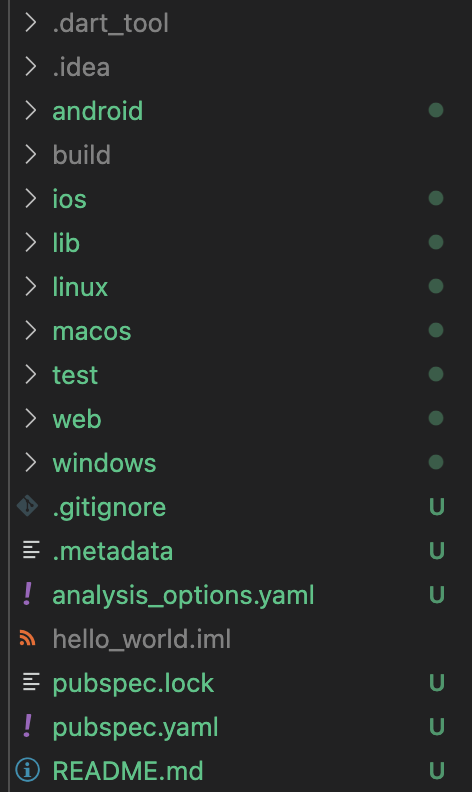 .dart_tool
.idea
android
build
ios
lib
linux
macos
test
web
windows
.gitignore U
.metadata U
! analysis_options.yaml U
hello_world.iml
pubspec.lock U
! pubspec.yaml U
README.md U